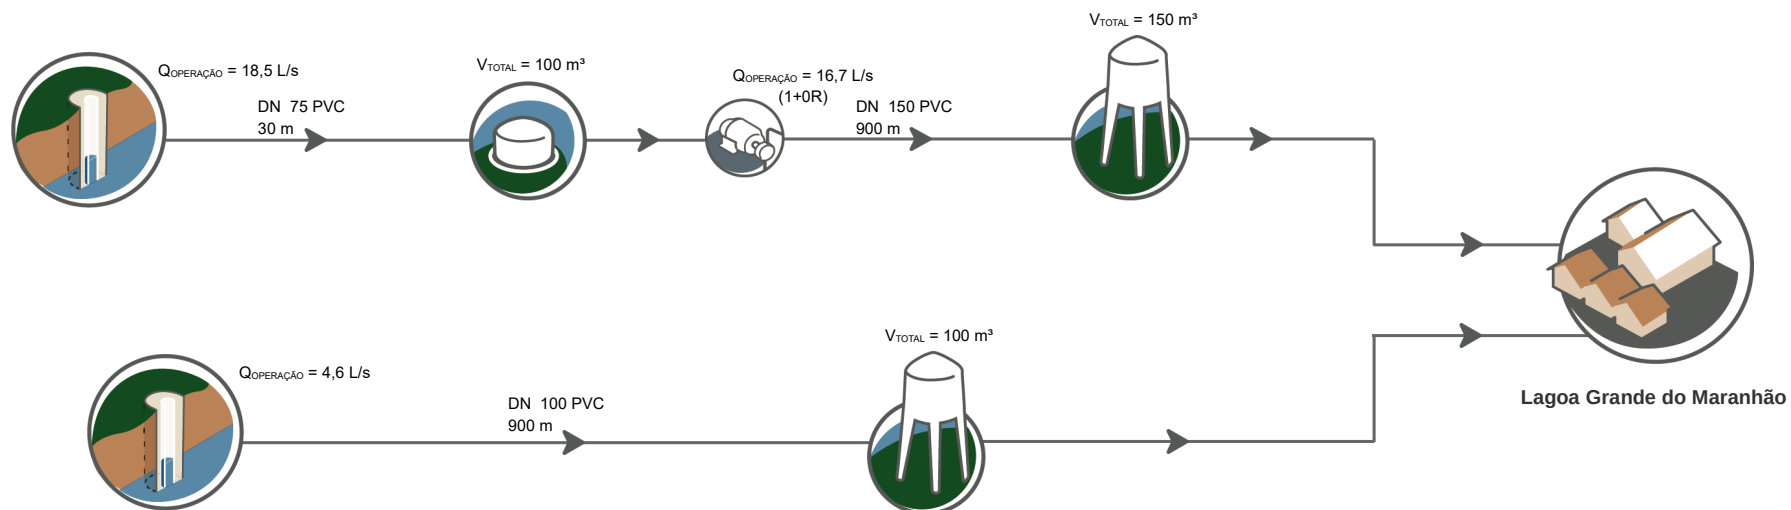 VTOTAL = 150 m³
QOPERAÇÃO = 18,5 L/s
VTOTAL = 100 m³
QOPERAÇÃO = 16,7 L/s
(1+0R)
DN 75 PVC
30 m
DN 150 PVC
900 m
VTOTAL = 100 m³
QOPERAÇÃO = 4,6 L/s
DN 100 PVC
900 m
Lagoa Grande do Maranhão